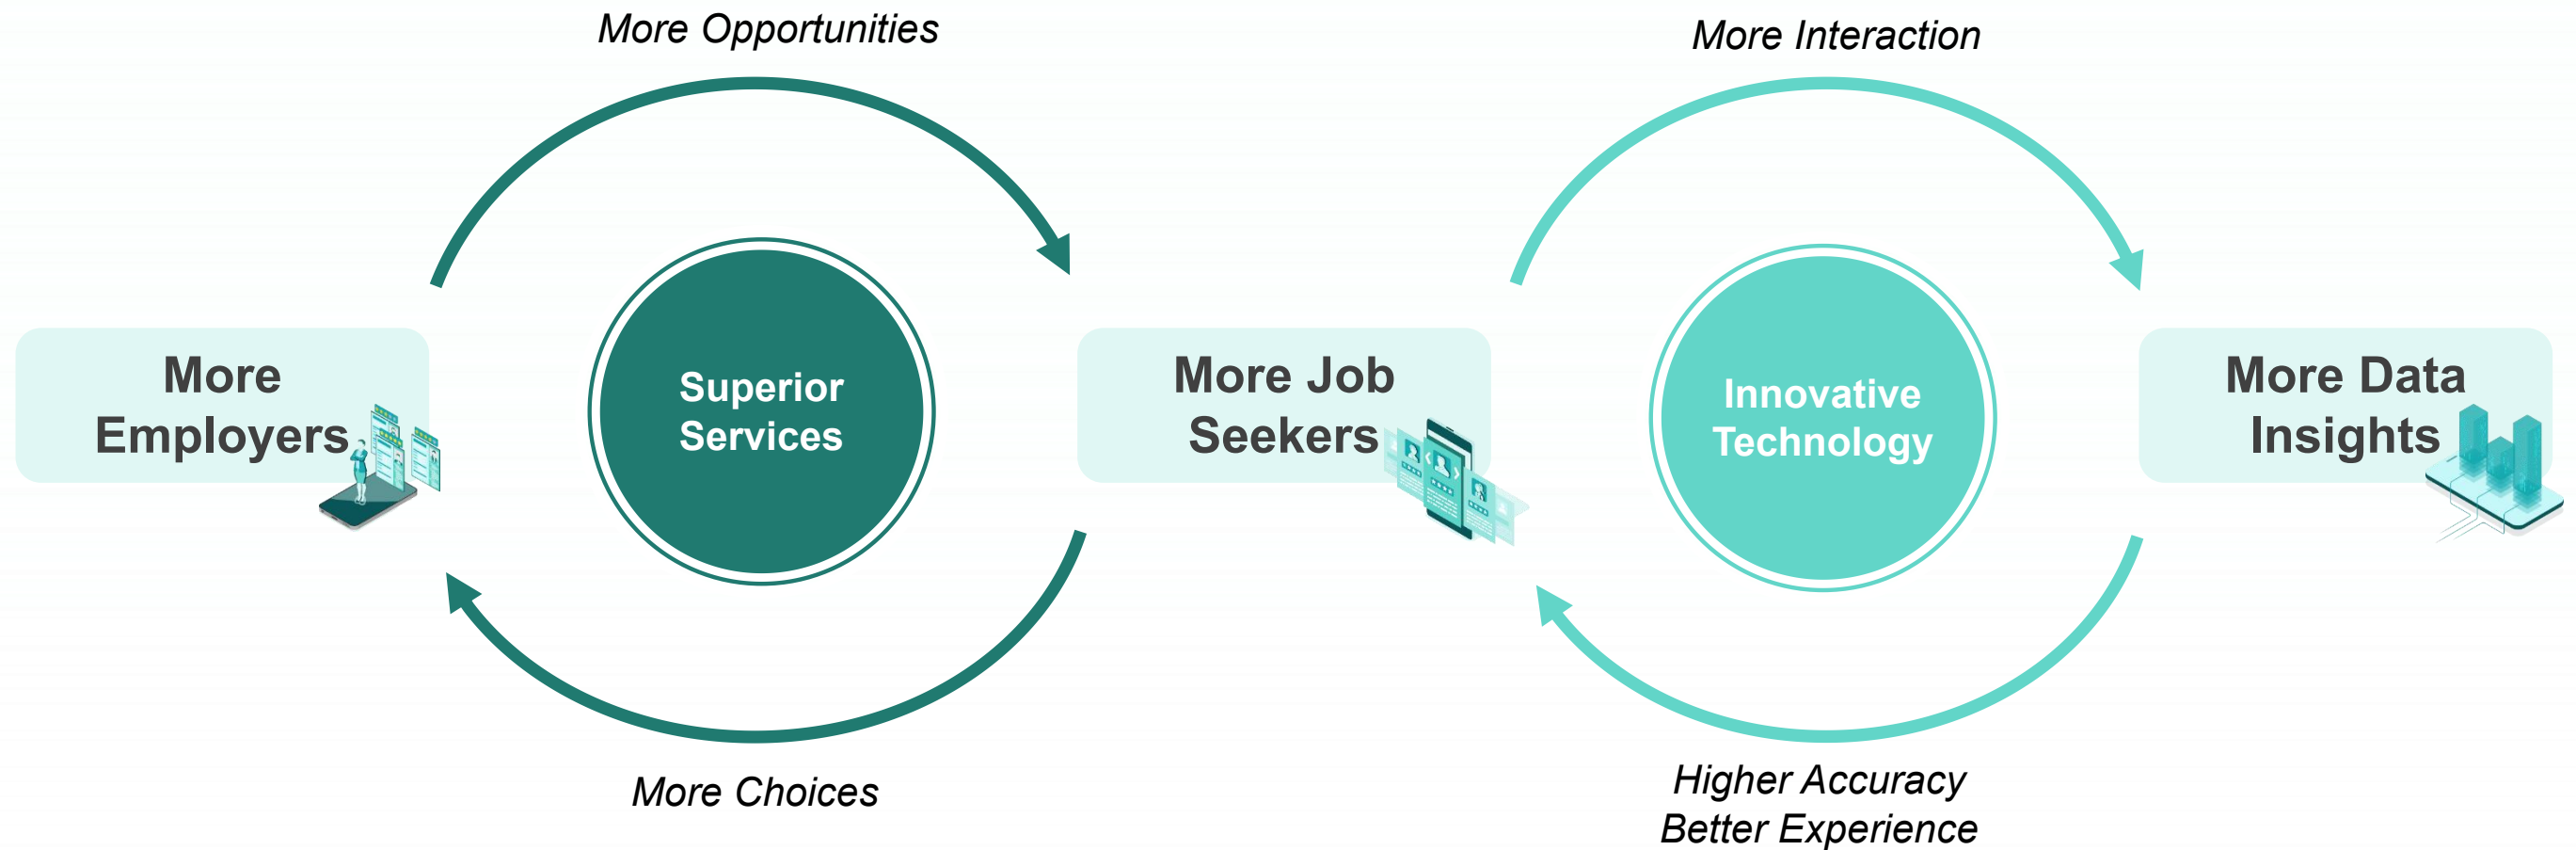 More Opportunities
More Interaction
More
Employers
Superior
Services
More Job
Seekers
Innovative
Technology
More Data
Insights
More Choices
Higher Accuracy
Better Experience